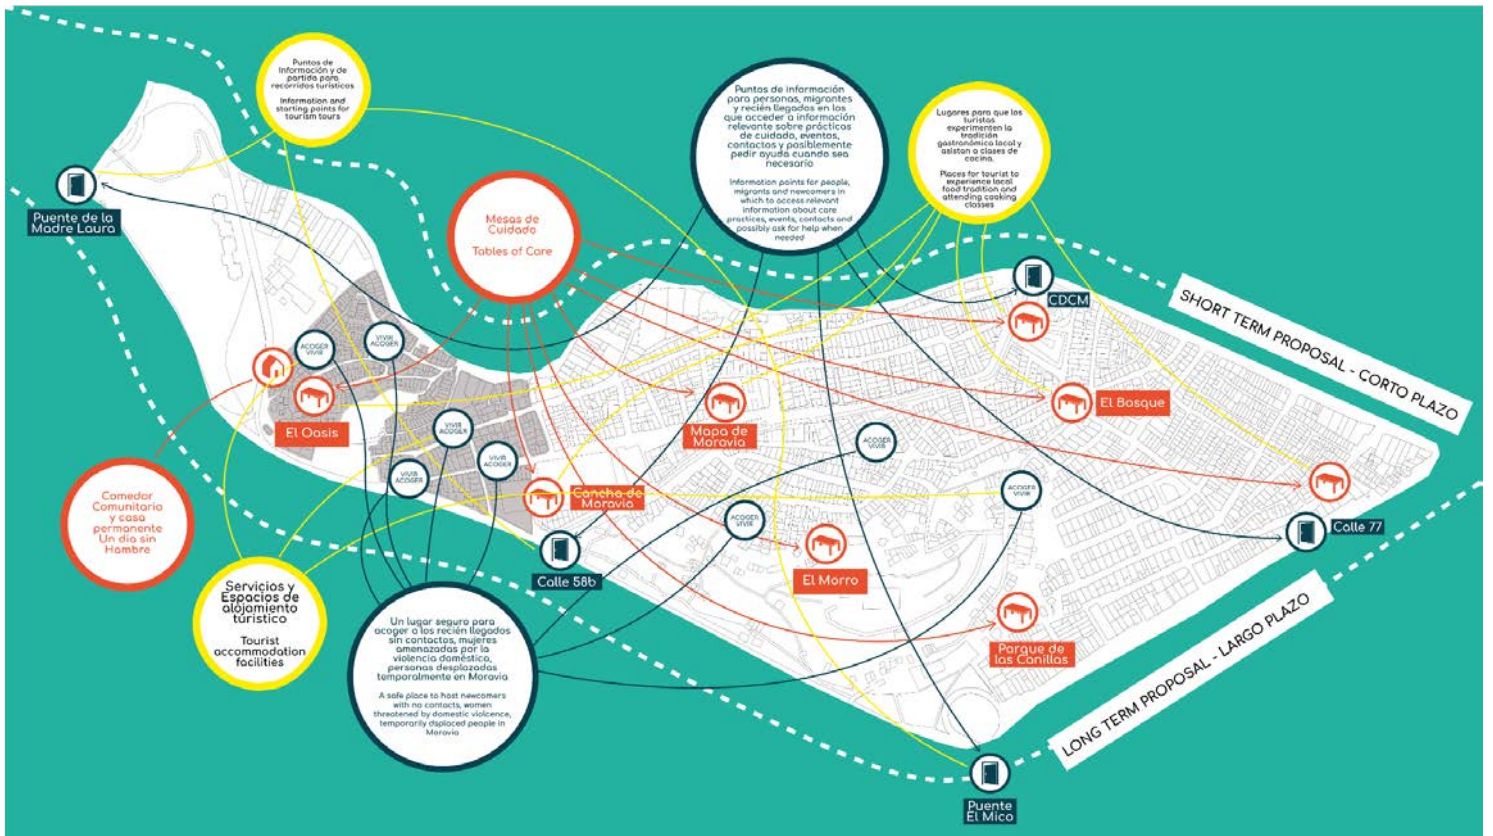 Puntos de
Información y de
partida para
recorridos turísticos
Information and
starting points for
tourism tours
Puntos de información
para personas, migrantes
y recién llegados en los
que acceder a información
relevante sobre prácticas
de cuidado, eventos,
contactos y posiblemente
pedir ayuda cuando sea
necesario
Information points for people,
migrants and newcomers in
which to access relevant
information about care
practices, events, contacts and
possibly ask for help when
needed
Lugares para que los
turistas
experimenten la
tradición
gastronómica local y
asistan a clases de
cocina.
Places for tourist to
experience local
food tradition and
attending cooking
classes
Mesas de
Cuidado
Tables of Care
Puente de la
Madre Laura
CDCM
SHORT TERM PROPOSAL - CORTO PLAZO
ACOGER
VIVIR
VIVIR
ACOGER
El Oasis
VIVIR
ACOGER
VIVIR
ACOGER
VIVIR
ACOGER
Mapa de
Moravia
El Bosque
ACOGER
VIVIR
Cancha de
Moravia
ACOGER
VIVIR
ACOGER
VIVIR
Calle 77
Comedor
Comunitario
y casa
permanente
Un día sin
Hambre
Calle 58b
El Morro
Servicios y
Espacios de
alojamiento
túristico
Tourist
accommodation
facilities
Un lugar seguro para
acoger a los recién llegados
sin contactos, mujeres
amenazadas por la
violencia doméstica,
personas desplazadas
temporalmente en Moravia
A safe place to host newcomers
with no contacts, women
threatened by domestic violcence,
temporarily dsplaced people in
Moravia
Parque de
las Canillas
LONG TERM PROPOSAL - LARGO PLAZO
Puente
El Mico